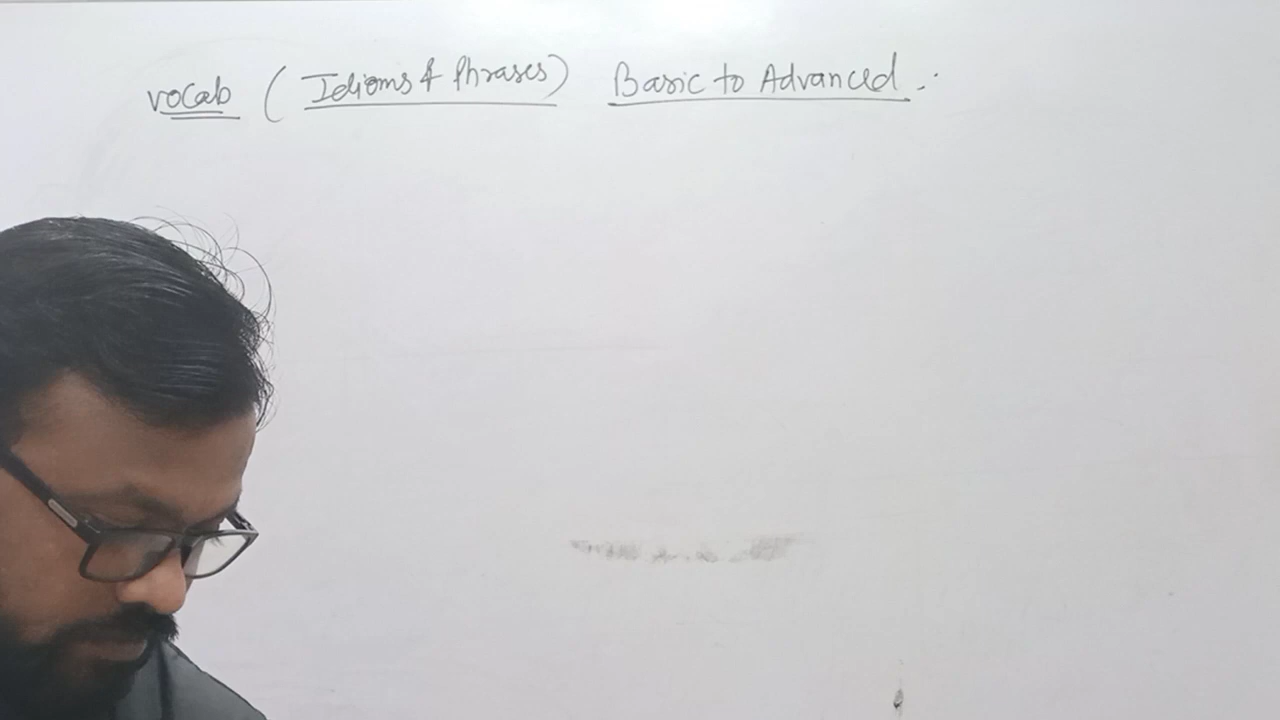 vocab ( Idioms & Phrases) Basic to Advanced .